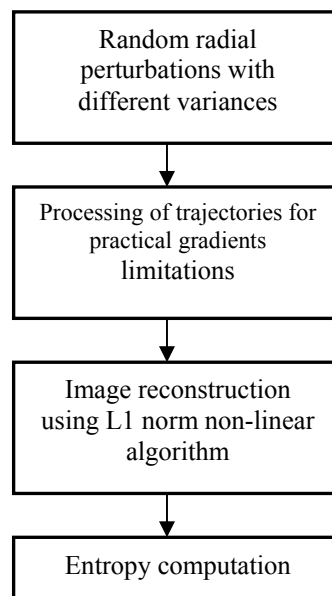 Random radial
perturbations with
different variances
Processing of trajectories for
practical gradients
limitations
Image reconstruction
using L1 norm non-linear
algorithm
Entropy computation